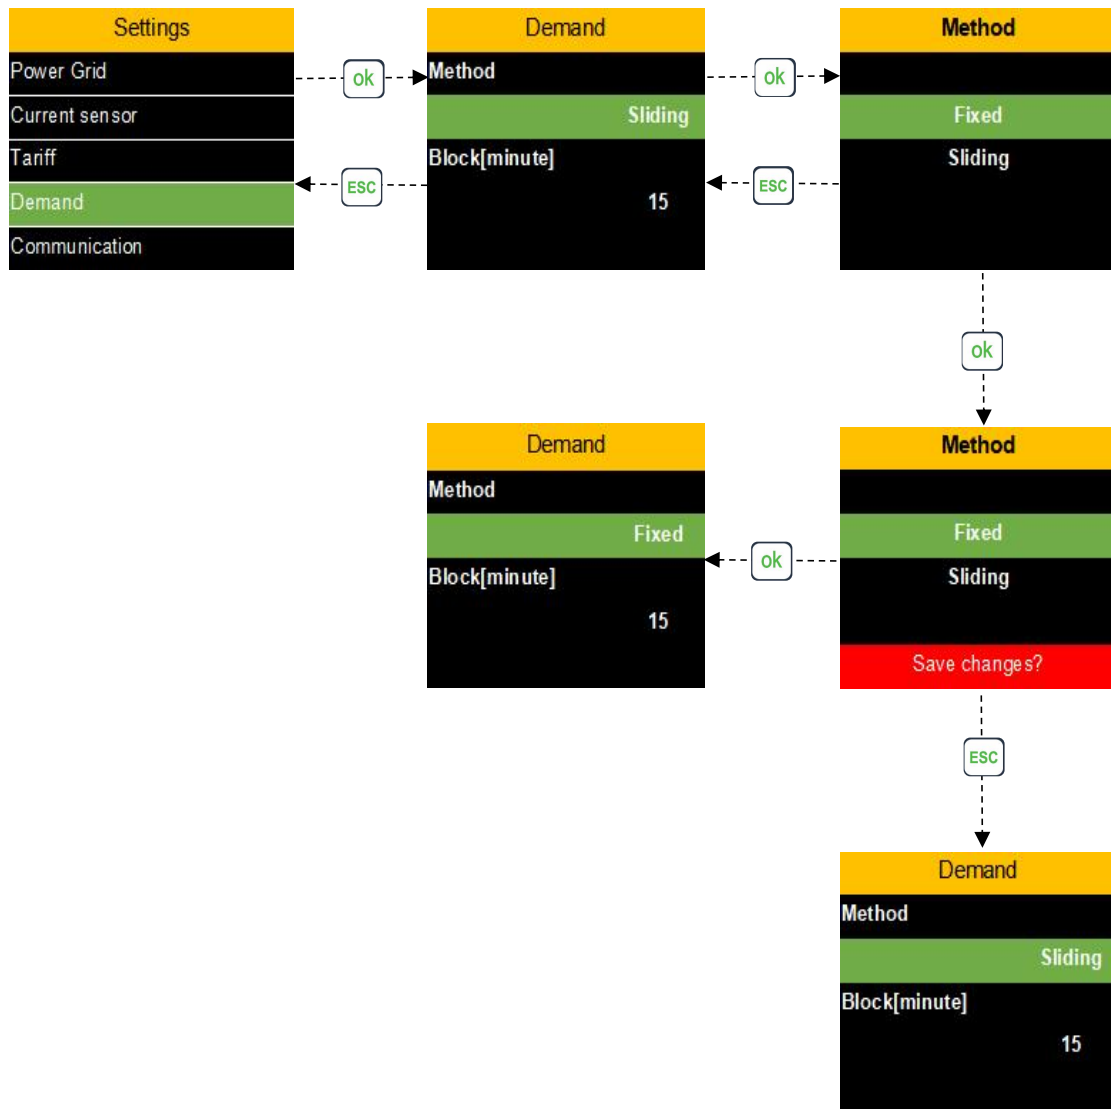 Settings
Power Grid
Current sensor
Tariff
Demand
Communication
ok
ESC
Demand
Method
Sliding
Block[minute]
15
ok
ESC
Method
Fixed
Sliding
ok
Method
Fixed
Sliding
Save changes?
ok
Demand
Method
Fixed
Block[minute]
15
ESC
Demand
Method
Sliding
Block[minute]
15